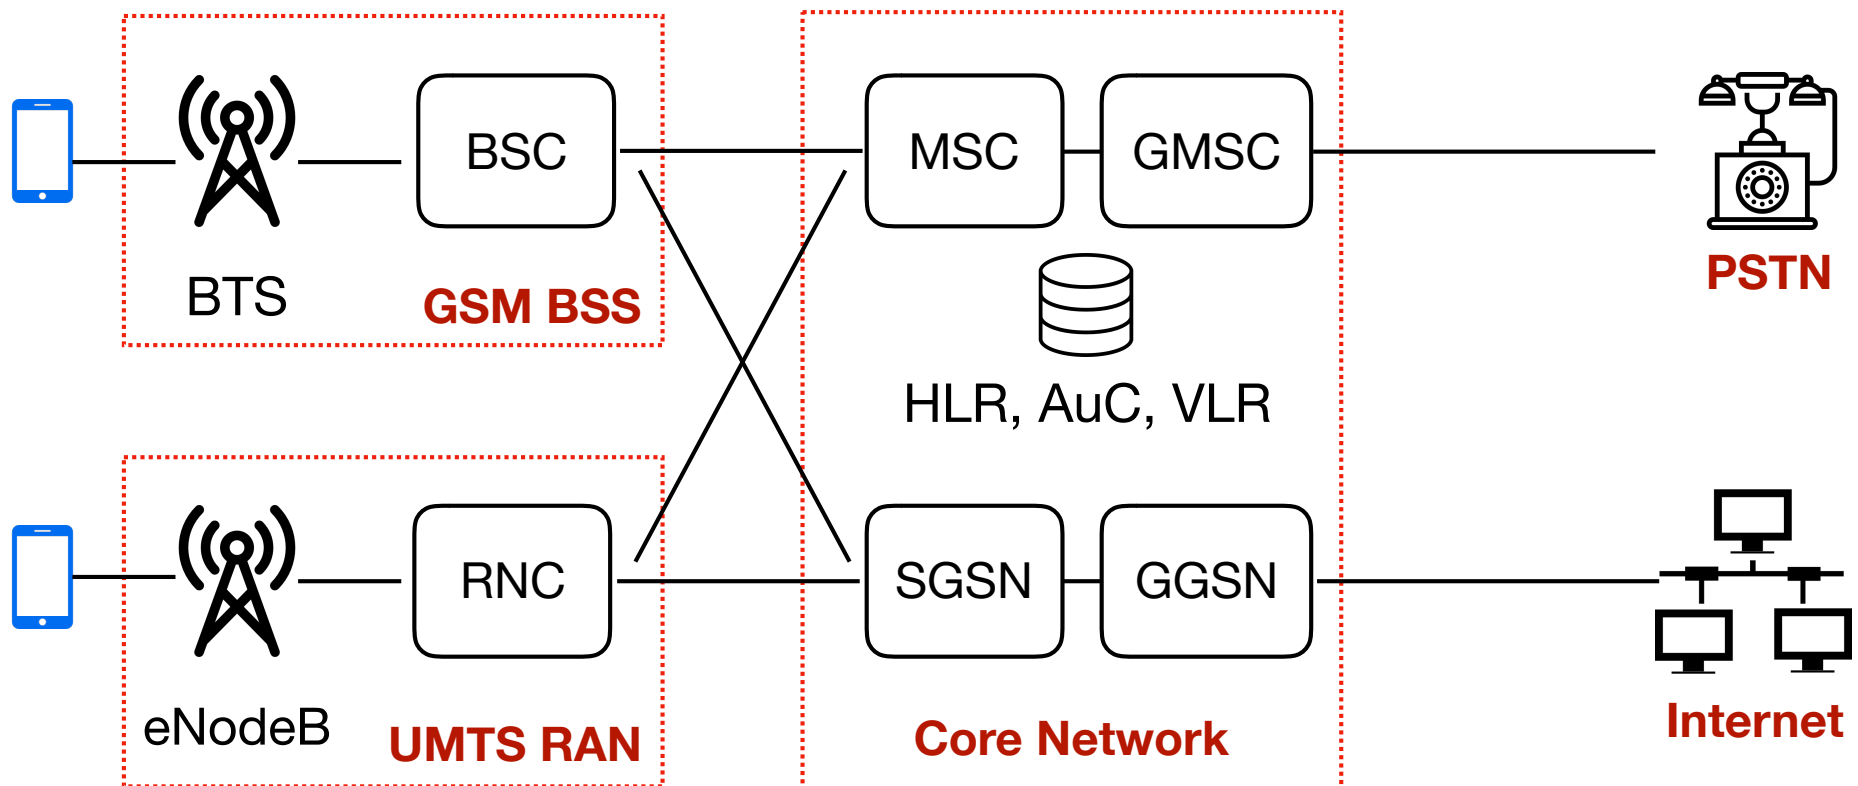 BSC
MSC
GMSC
BTS
GSM BSS
PSTN
HLR, AuC, VLR
RNC
SGSN
GGSN
eNodeB
UMTS RAN
Core Network
Internet